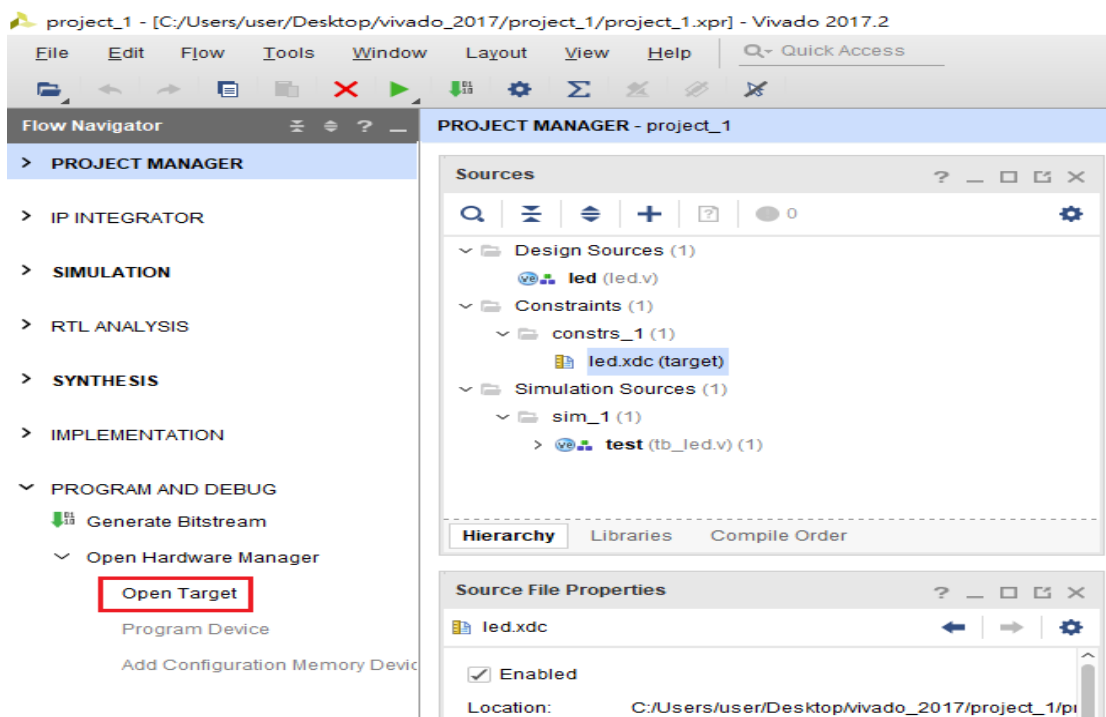 project_1 - [C:/Users/user/Desktop/vivado_2017/project_1/project_1.xpr] - Vivado 2017.2
File Edit Flow Tools Window Layout View Help Quick Access
Flow Navigator
PROJECT MANAGER
IP INTEGRATOR
SIMULATION
RTL ANALYSIS
SYNTHESIS
IMPLEMENTATION
PROGRAM AND DEBUG
Generate Bitstream
Open Hardware Manager
Open Target
Program Device
Add Configuration Memory Devic
PROJECT MANAGER - project_1
Sources
0
Design Sources (1)
led (led.v)
Constraints (1)
constrs_1 (1)
led.xdc (target)
Simulation Sources (1)
sim_1 (1)
test (tb_led.v) (1)
Hierarchy Libraries Compile Order
Source File Properties
led.xdc
Enabled
Location: C:/Users/user/Desktop/vivado_2017/project_1/p